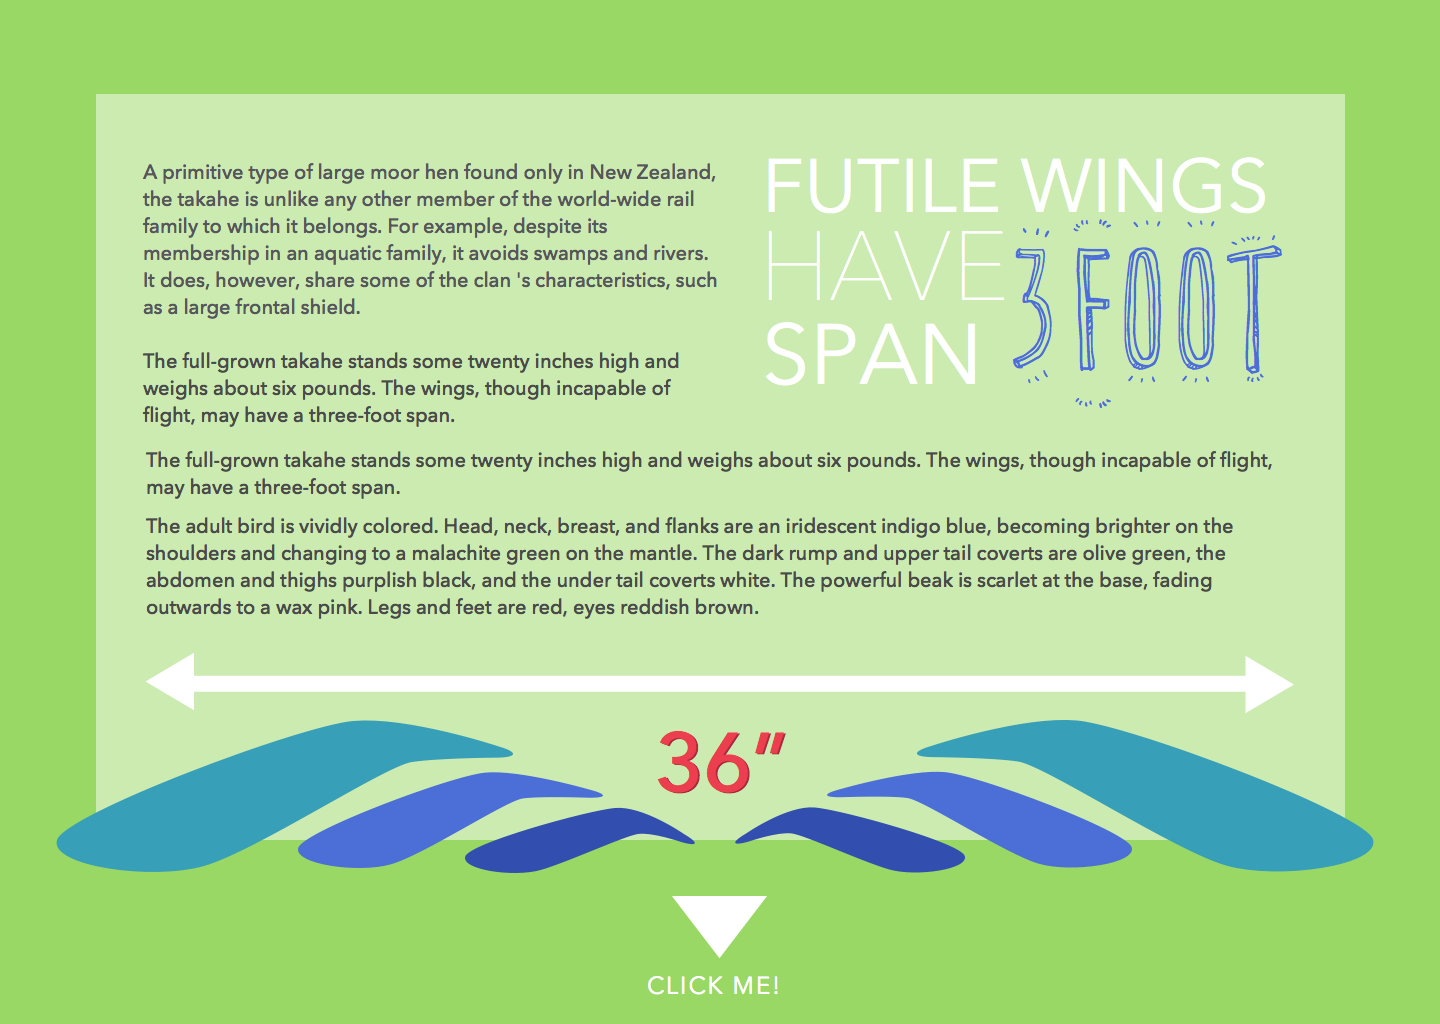 A primitive type of large moor hen found only in New Zealand,
the takahe is unlike any other member of the world-wide rail
family to which it belongs. For example, despite its
membership in an aquatic family, it avoids swamps and rivers.
It does, however, share some of the clan 's characteristics, such
as a large frontal shield.
The full-grown takahe stands some twenty inches high and
weighs about six pounds. The wings, though incapable of
flight, may have a three-foot span.
FUTILE WINGS
HAVE 3 FOOT
SPAN
The full-grown takahe stands some twenty inches high and weighs about six pounds. The wings, though incapable of flight,
may have a three-foot span.
The adult bird is vividly colored. Head, neck, breast, and flanks are an iridescent indigo blue, becoming brighter on the
shoulders and changing to a malachite green on the mantle. The dark rump and upper tail coverts are olive green, the
abdomen and thighs purplish black, and the under tail coverts white. The powerful beak is scarlet at the base, fading
outwards to a wax pink. Legs and feet are red, eyes reddish brown.
36"
CLICK ME!